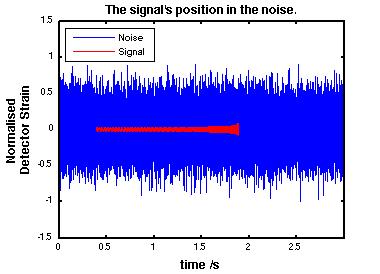 The signal's position in the noise.
1.5
Noise
Signal
1
0.5
0
-0.5
-1
-1.5
Normalised
Detector Strain
0 0.5 1 1.5 2 2.5
time /s